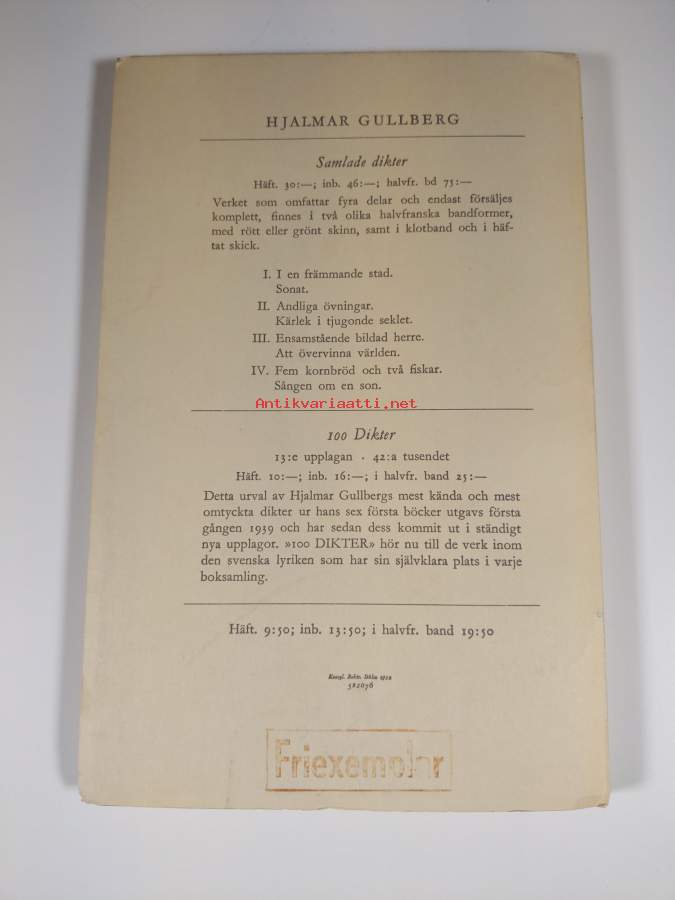 HJALMAR GULLBERG
Samlade dikter
Häft. 30:—; inb. 46:—; halvfr. bd 75:—
Verket som omfattar fyra delar och endast försäljes
komplett, finnes i två olika halvfranska bandformer,
med rött eller grönt skinn, samt i klotband och i häf-
tat skick.
I. I en främmande stad.
Sonat.
II. Andliga övningar.
Kärlek i tjugonde seklet.
III. Ensamstående bildad herre.
Att övervinna världen.
IV. Fem kornbröd och två fiskar.
Sången om en son.
Antikvariaatti.net
100 Dikter
13:e upplagan · 42:a tusendet
Häft. 10:—; inb. 16:—; i halvfr. band 25:—
Detta urval av Hjalmar Gullbergs mest kända och mest
omtyckta dikter ur hans sex första böcker utgavs första
gången 1939 och har sedan dess kommit ut i ständigt
nya upplagor. »100 DIKTER» hör nu till de verk inom
den svenska lyriken som har sin självklara plats i varje
boksamling.
Häft. 9:50; inb. 13:50; i halvfr. band 19:50
Kungl. Boktr. Sthlm 1952
522076
Friexemplar